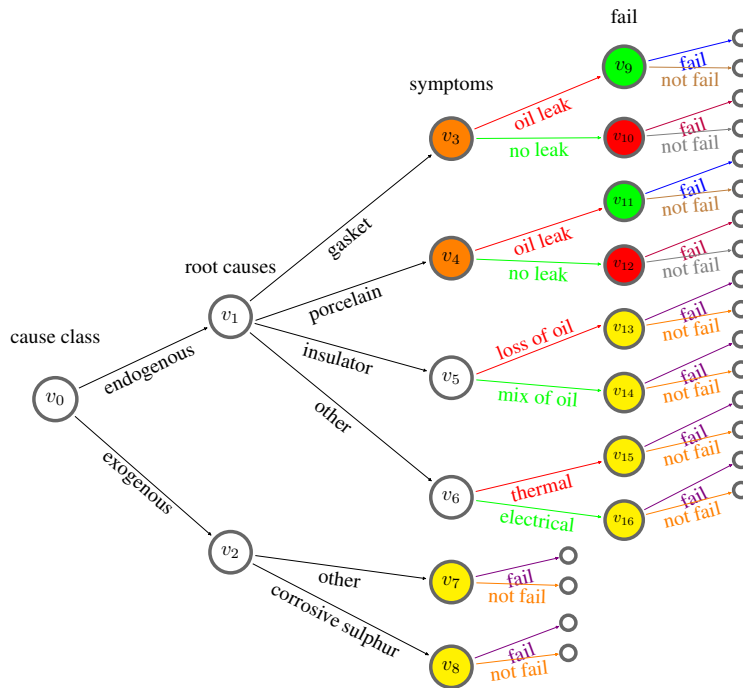 fail
symptoms
root causes
cause class
v0
endogenous
exogenous
v1
gasket
porcelain
insulator
other
v2
other
corrosive sulphur
v3
oil leak
no leak
v4
oil leak
no leak
v5
loss of oil
mix of oil
v6
thermal
electrical
v7
fail
not fail
v8
fail
not fail
v9
fail
not fail
v10
fail
not fail
v11
fail
not fail
v12
fail
not fail
v13
fail
not fail
v14
fail
not fail
v15
fail
not fail
v16
fail
not fail